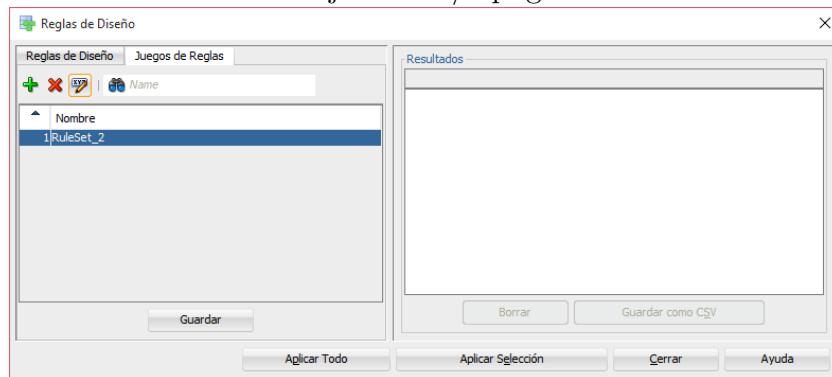 Reglas de Diseño
Reglas de Diseño Juegos de Reglas
Name
Nombre
1 RuleSet_2
Guardar
Resultados
Borrar Guardar como CSV
Aplicar Todo Aplicar Selección Cerrar Ayuda